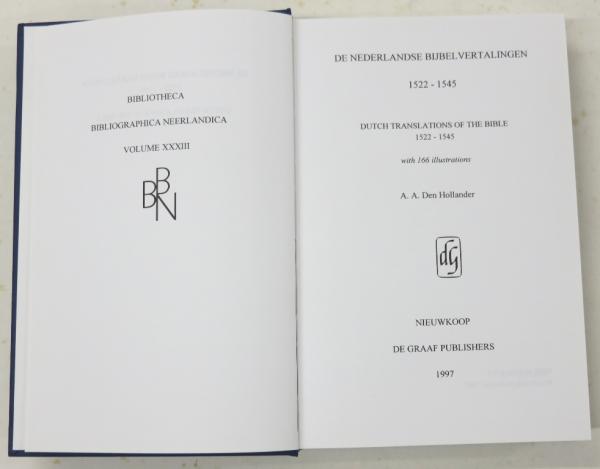 BIBLIOTHECA
BIBLIOGRAPHICA NEERLANDICA
VOLUME XXXIII
BBN
DE NEDERLANDSE BIJBELVERTALINGEN
1522 - 1545
DUTCH TRANSLATIONS OF THE BIBLE
1522 - 1545
with 166 illustrations
A. A. Den Hollander
dG
NIEUWKOOP
DE GRAAF PUBLISHERS
1997